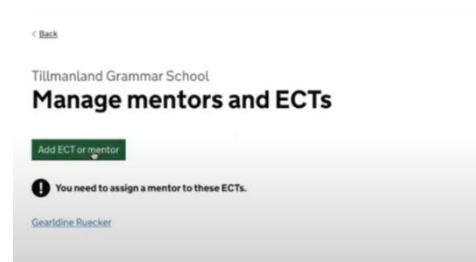 < Back
Tillmanland Grammar School
Manage mentors and ECTs
Add ECT or mentor
! You need to assign a mentor to these ECTs.
Gearldine Ruecker